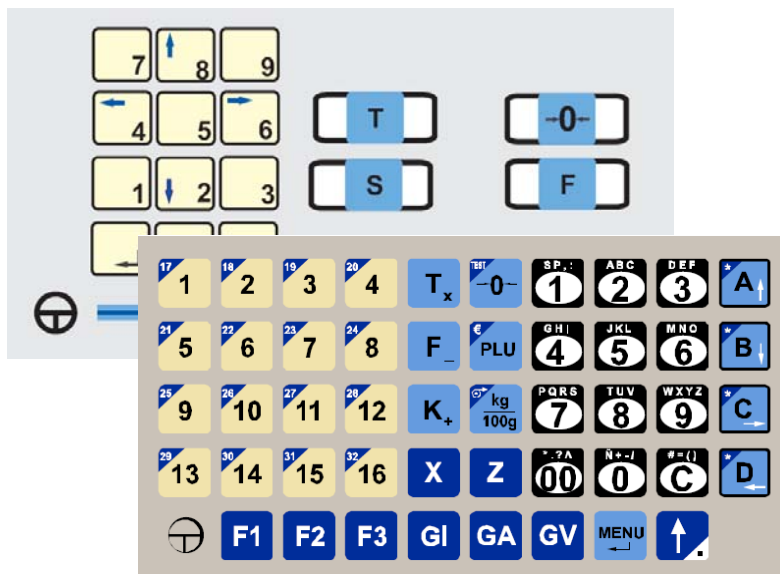 7 8 9
4 5 6 T →0←
1 2 3 S F
17 1 18 2 19 3 20 4 Tx TEST →0← SP,: 1 ABC 2 DEF 3 * A
21 5 22 6 23 7 24 8 F_ € PLU GHI 4 JKL 5 MNO 6 * B
25 9 26 10 27 11 28 12 K+ kg/100g PQRS 7 TUV 8 WXYZ 9 * C
29 13 30 14 31 15 32 16 X Z *.?Λ 00 Ñ+-/ 0 #=() C * D
F1 F2 F3 GI GA GV MENU .